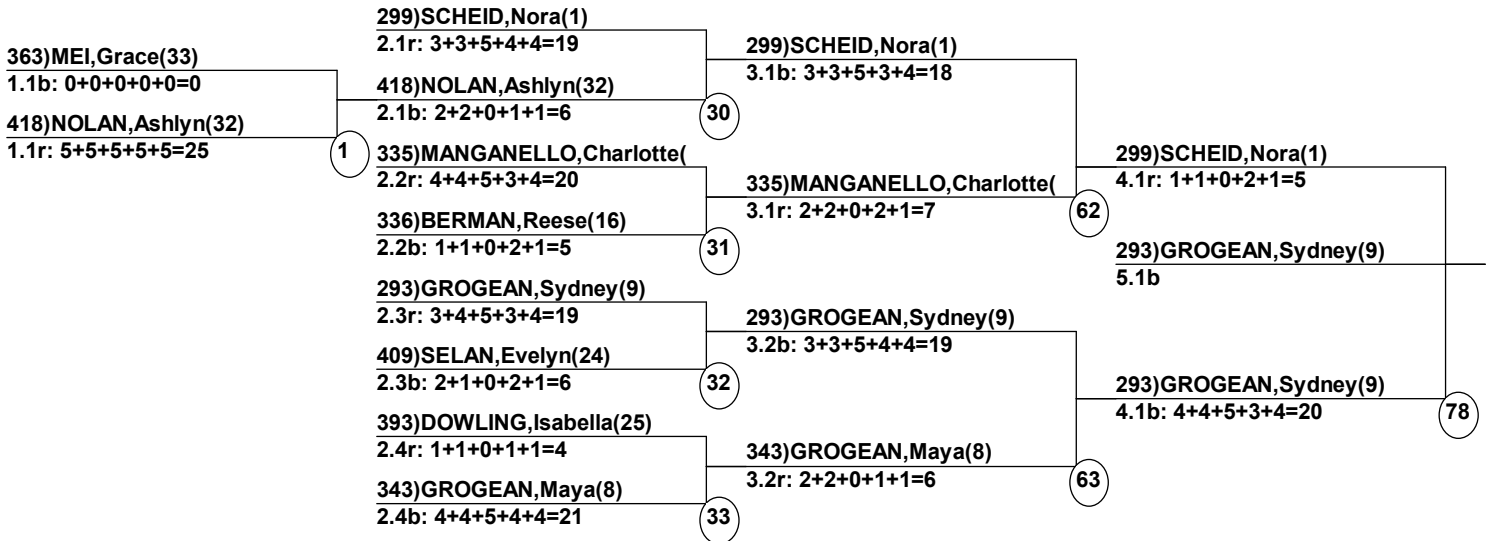 363)MEI,Grace(33)
1.1b: 0+0+0+0+0=0
418)NOLAN,Ashlyn(32)
1.1r: 5+5+5+5+5=25
1
299)SCHEID,Nora(1)
2.1r: 3+3+5+4+4=19
418)NOLAN,Ashlyn(32)
2.1b: 2+2+0+1+1=6
30
335)MANGANELLO,Charlotte(
2.2r: 4+4+5+3+4=20
336)BERMAN,Reese(16)
2.2b: 1+1+0+2+1=5
31
293)GROGEAN,Sydney(9)
2.3r: 3+4+5+3+4=19
409)SELAN,Evelyn(24)
2.3b: 2+1+0+2+1=6
32
393)DOWLING,Isabella(25)
2.4r: 1+1+0+1+1=4
343)GROGEAN,Maya(8)
2.4b: 4+4+5+4+4=21
33
299)SCHEID,Nora(1)
3.1b: 3+3+5+3+4=18
335)MANGANELLO,Charlotte(
3.1r: 2+2+0+2+1=7
62
293)GROGEAN,Sydney(9)
3.2b: 3+3+5+4+4=19
343)GROGEAN,Maya(8)
3.2r: 2+2+0+1+1=6
63
299)SCHEID,Nora(1)
4.1r: 1+1+0+2+1=5
293)GROGEAN,Sydney(9)
5.1b
293)GROGEAN,Sydney(9)
4.1b: 4+4+5+3+4=20
78